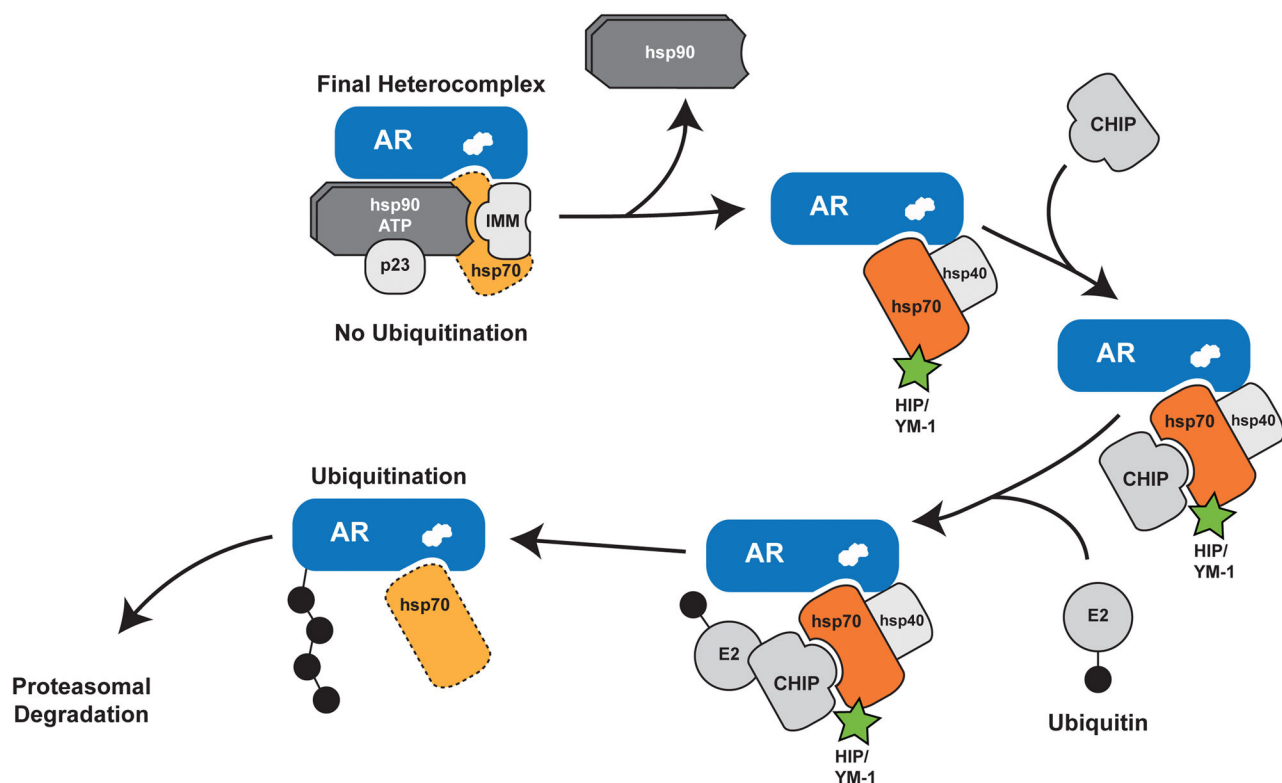 hsp90
Final Heterocomplex
AR
hsp90
ATP
IMM
p23
hsp70
No Ubiquitination
CHIP
AR
hsp40
hsp70
HIP/
YM-1
AR
hsp70
hsp40
CHIP
HIP/
YM-1
Ubiquitination
AR
hsp70
AR
hsp70
hsp40
E2
CHIP
HIP/
YM-1
E2
Ubiquitin
Proteasomal
Degradation